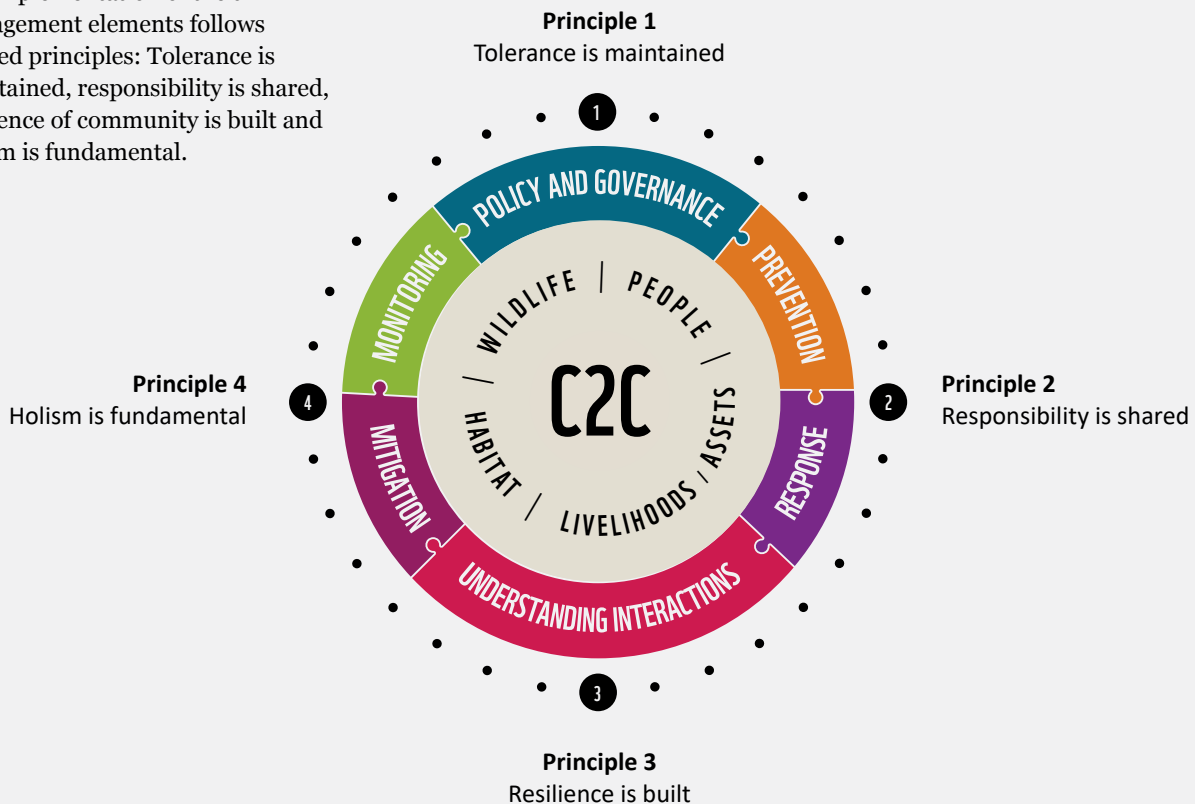 agement elements follows
ed principles: Tolerance is
tained, responsibility is shared,
ence of community is built and
m is fundamental.
Principle 1
Tolerance is maintained
1
POLICY AND GOVERNANCE
PREVENTION
RESPONSE
UNDERSTANDING INTERACTIONS
MITIGATION
MONITORING
WILDLIFE | PEOPLE | LIVELIHOODS / ASSETS | HABITAT |
C2C
Principle 2
Responsibility is shared
2
Principle 4
Holism is fundamental
4
3
Principle 3
Resilience is built